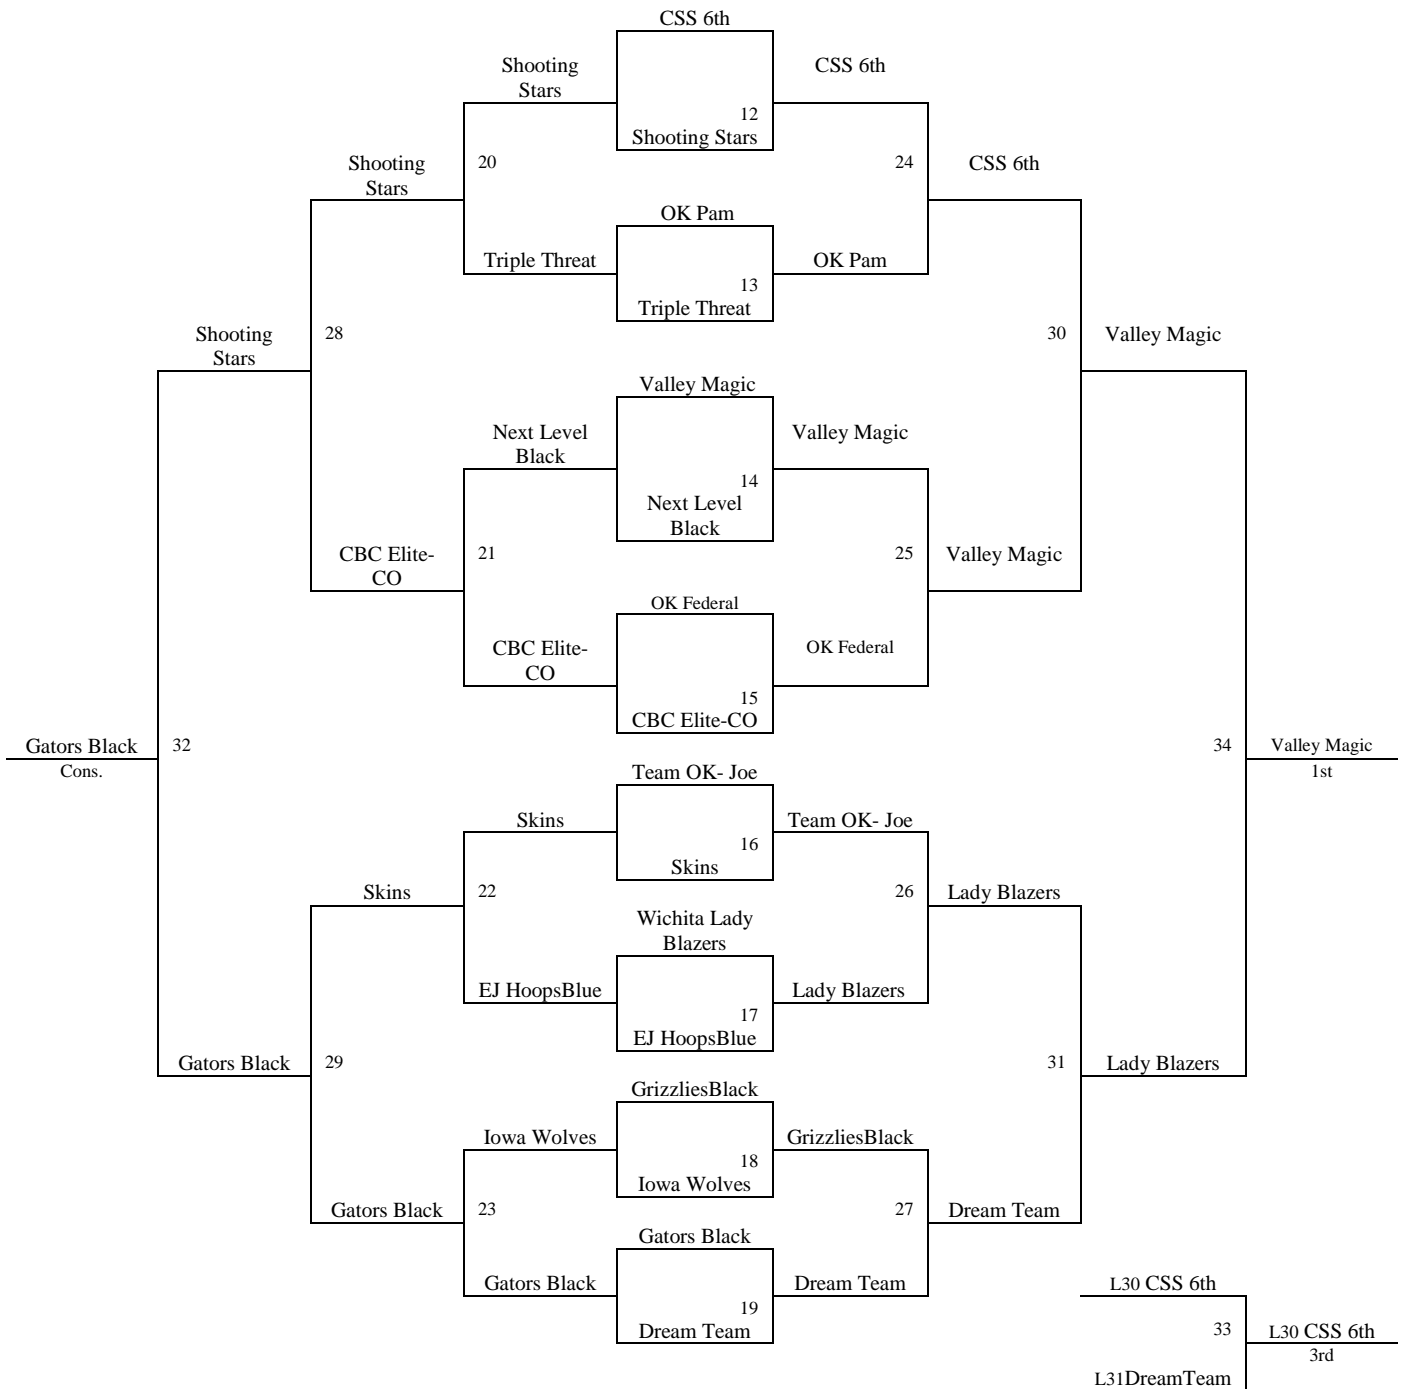 CSS 6th
Shooting
Stars
CSS 6th
12
Shooting Stars
Shooting
Stars
20
24
CSS 6th
OK Pam
Triple Threat
OK Pam
13
Triple Threat
Shooting
Stars
28
30
Valley Magic
Valley Magic
Next Level
Black
Valley Magic
14
Next Level
Black
CBC Elite-
CO
21
25
Valley Magic
OK Federal
CBC Elite-
CO
OK Federal
15
CBC Elite-CO
Gators Black
Cons.
32
34
Valley Magic
1st
Team OK- Joe
Skins
Team OK- Joe
16
Skins
Skins
22
26
Lady Blazers
Wichita Lady
Blazers
EJ HoopsBlue
Lady Blazers
17
EJ HoopsBlue
Gators Black
29
31
Lady Blazers
GrizzliesBlack
Iowa Wolves
GrizzliesBlack
18
Iowa Wolves
Gators Black
23
27
Dream Team
Gators Black
Gators Black
Dream Team
19
Dream Team
L30 CSS 6th
33
L30 CSS 6th
3rd
L31DreamTeam